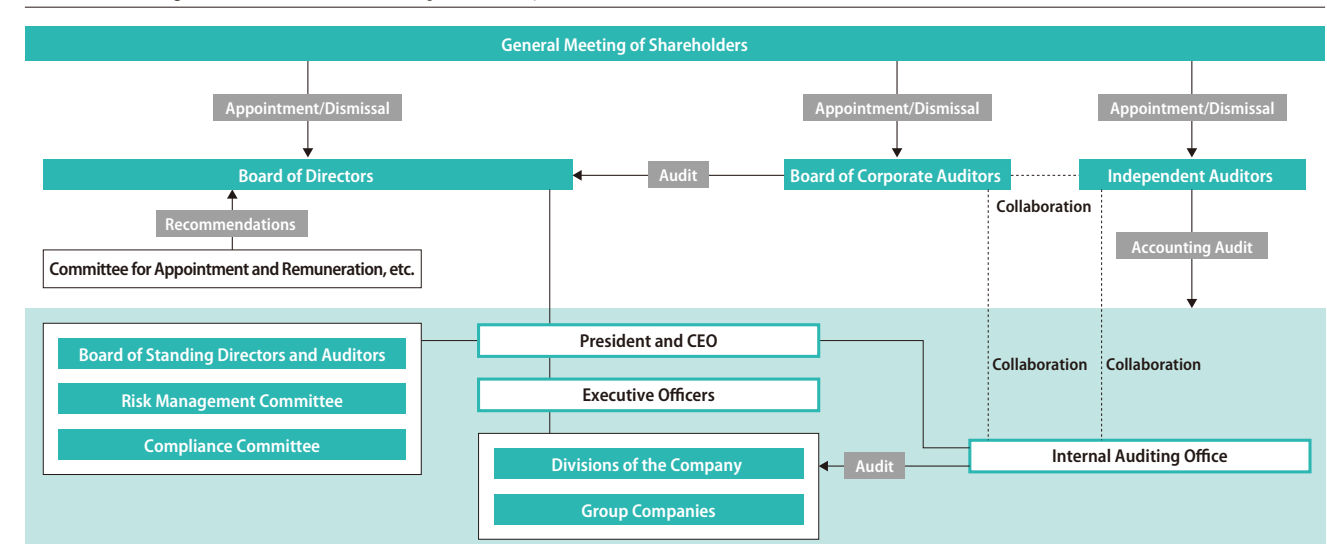 General Meeting of Shareholders
Appointment/Dismissal
Appointment/Dismissal
Appointment/Dismissal
Board of Directors
Audit
Board of Corporate Auditors
Independent Auditors
Collaboration
Recommendations
Accounting Audit
Committee for Appointment and Remuneration, etc.
President and CEO
Board of Standing Directors and Auditors
Collaboration
Collaboration
Risk Management Committee
Executive Officers
Compliance Committee
Internal Auditing Office
Divisions of the Company
Audit
Group Companies